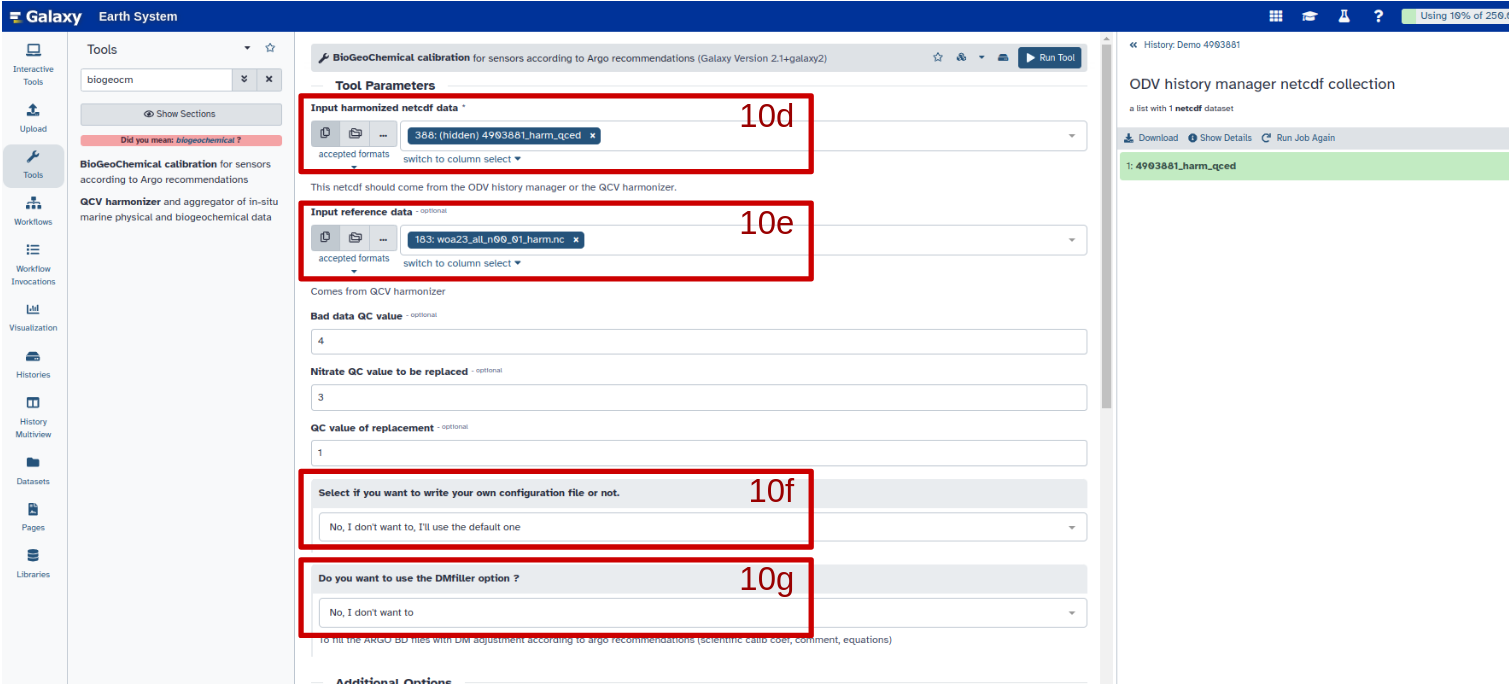 Galaxy Earth System
Using 10% of 250.
Interactive
Tools
Upload
Tools
Workflows
Workflow
Invocations
Visualization
Histories
History
Multiview
Datasets
Pages
Libraries
Tools
biogeocm
Show Sections
Did you mean: biogeochemical ?
BioGeoChemical calibration for sensors
according to Argo recommendations
QCV harmonizer and aggregator of in-situ
marine physical and biogeochemical data
BioGeoChemical calibration for sensors according to Argo recommendations (Galaxy Version 2.1+galaxy2)
Run Tool
Tool Parameters
Input harmonized netcdf data *
10d
388: (hidden) 4903881_harm_qced ×
accepted formats
switch to column select
This netcdf should come from the ODV history manager or the QCV harmonizer.
Input reference data - optional
10e
183: woa23_all_n00_01_harm.nc ×
accepted formats
switch to column select
Comes from QCV harmonizer
Bad data QC value - optional
4
Nitrate QC value to be replaced - optional
3
QC value of replacement - optional
1
Select if you want to write your own configuration file or not.
10f
No, I don't want to, I'll use the default one
Do you want to use the DMfiller option ?
10g
No, I don't want to
To fill the ARGO BD files with DM adjustment according to argo recommendations (scientific calib coef, comment, equations)
Additional Options
« History: Demo 4903881
ODV history manager netcdf collection
a list with 1 netcdf dataset
Download Show Details Run Job Again
1: 4903881_harm_qced